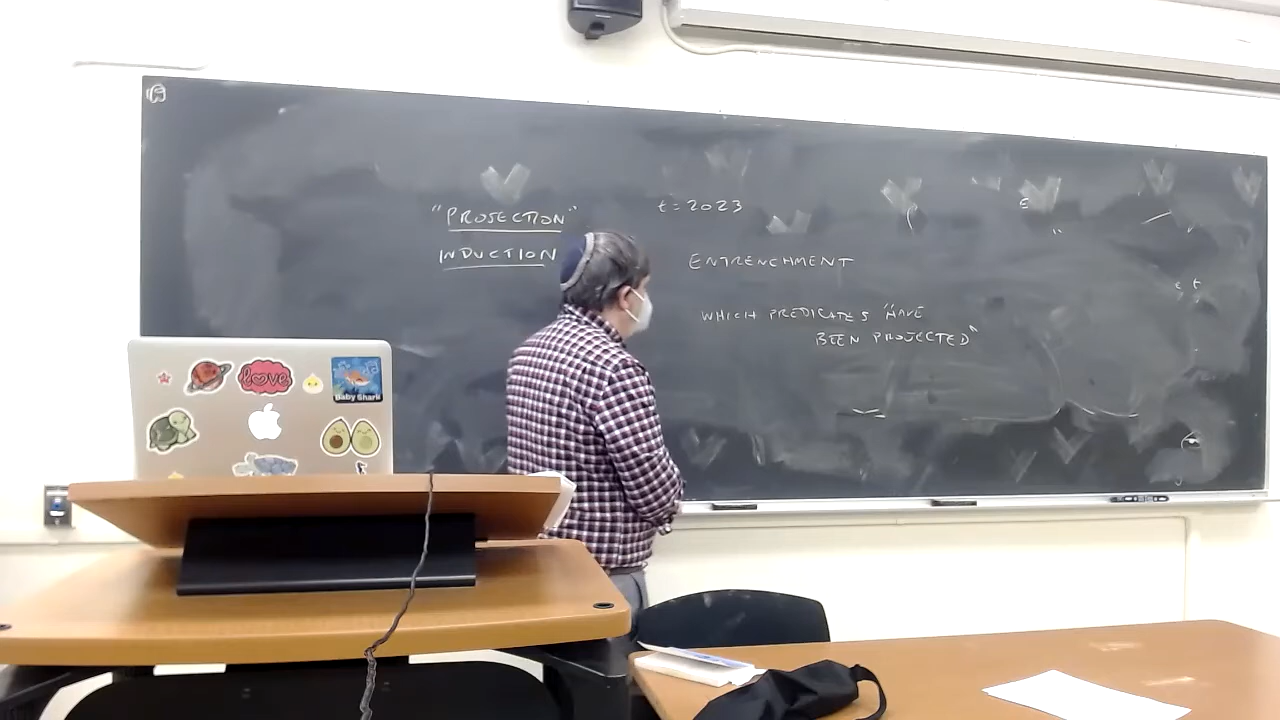 "PROJECTION"
INDUCTION
t = 2023
ENTRENCHMENT
WHICH PREDICATES "HAVE
BEEN PROJECTED"
love
Baby Shark